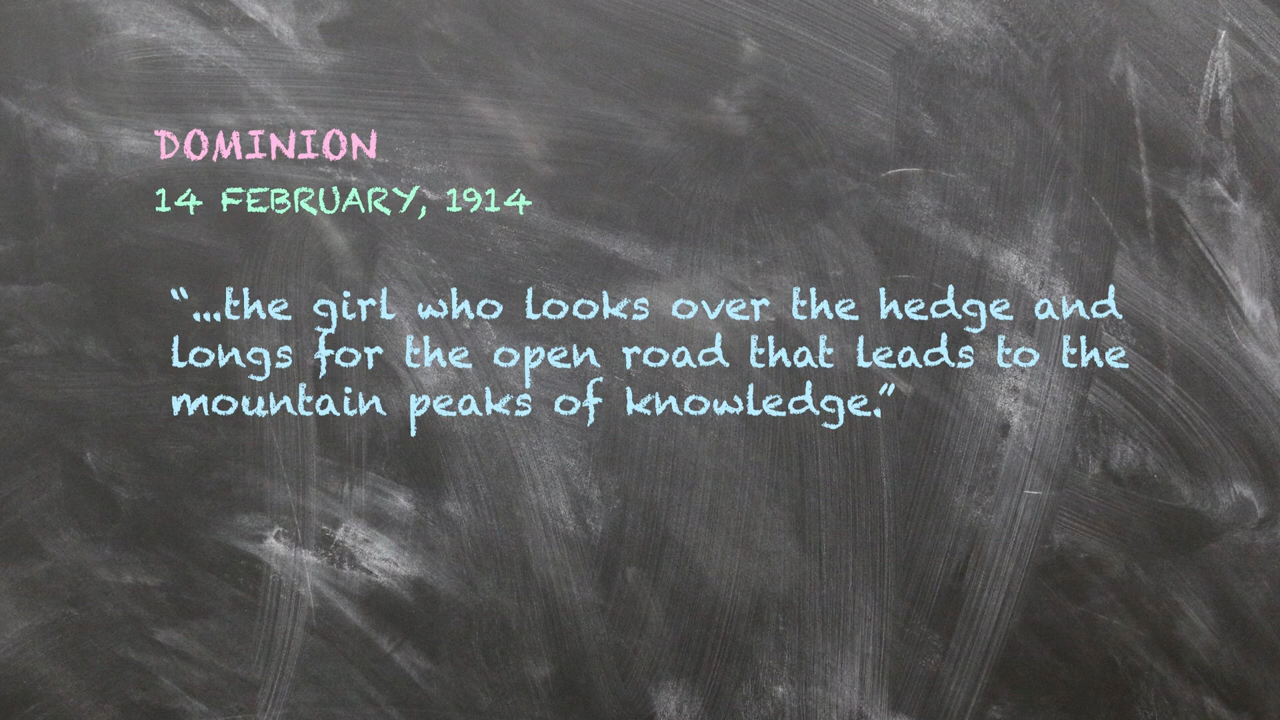 DOMINION
14 FEBRUARY, 1914
“...the girl who looks over the hedge and
longs for the open road that leads to the
mountain peaks of knowledge.”